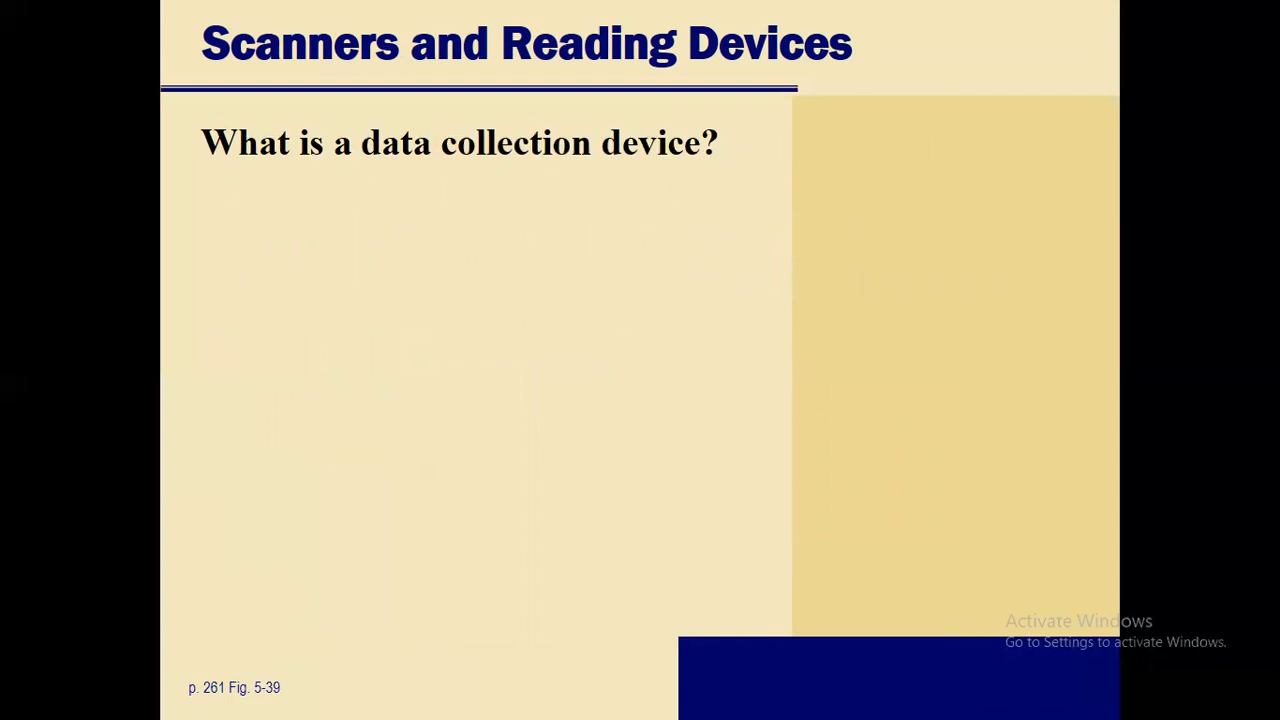 Scanners and Reading Devices
What is a data collection device?
Activate Windows
Go to Settings to activate Windows.
p. 261 Fig. 5-39